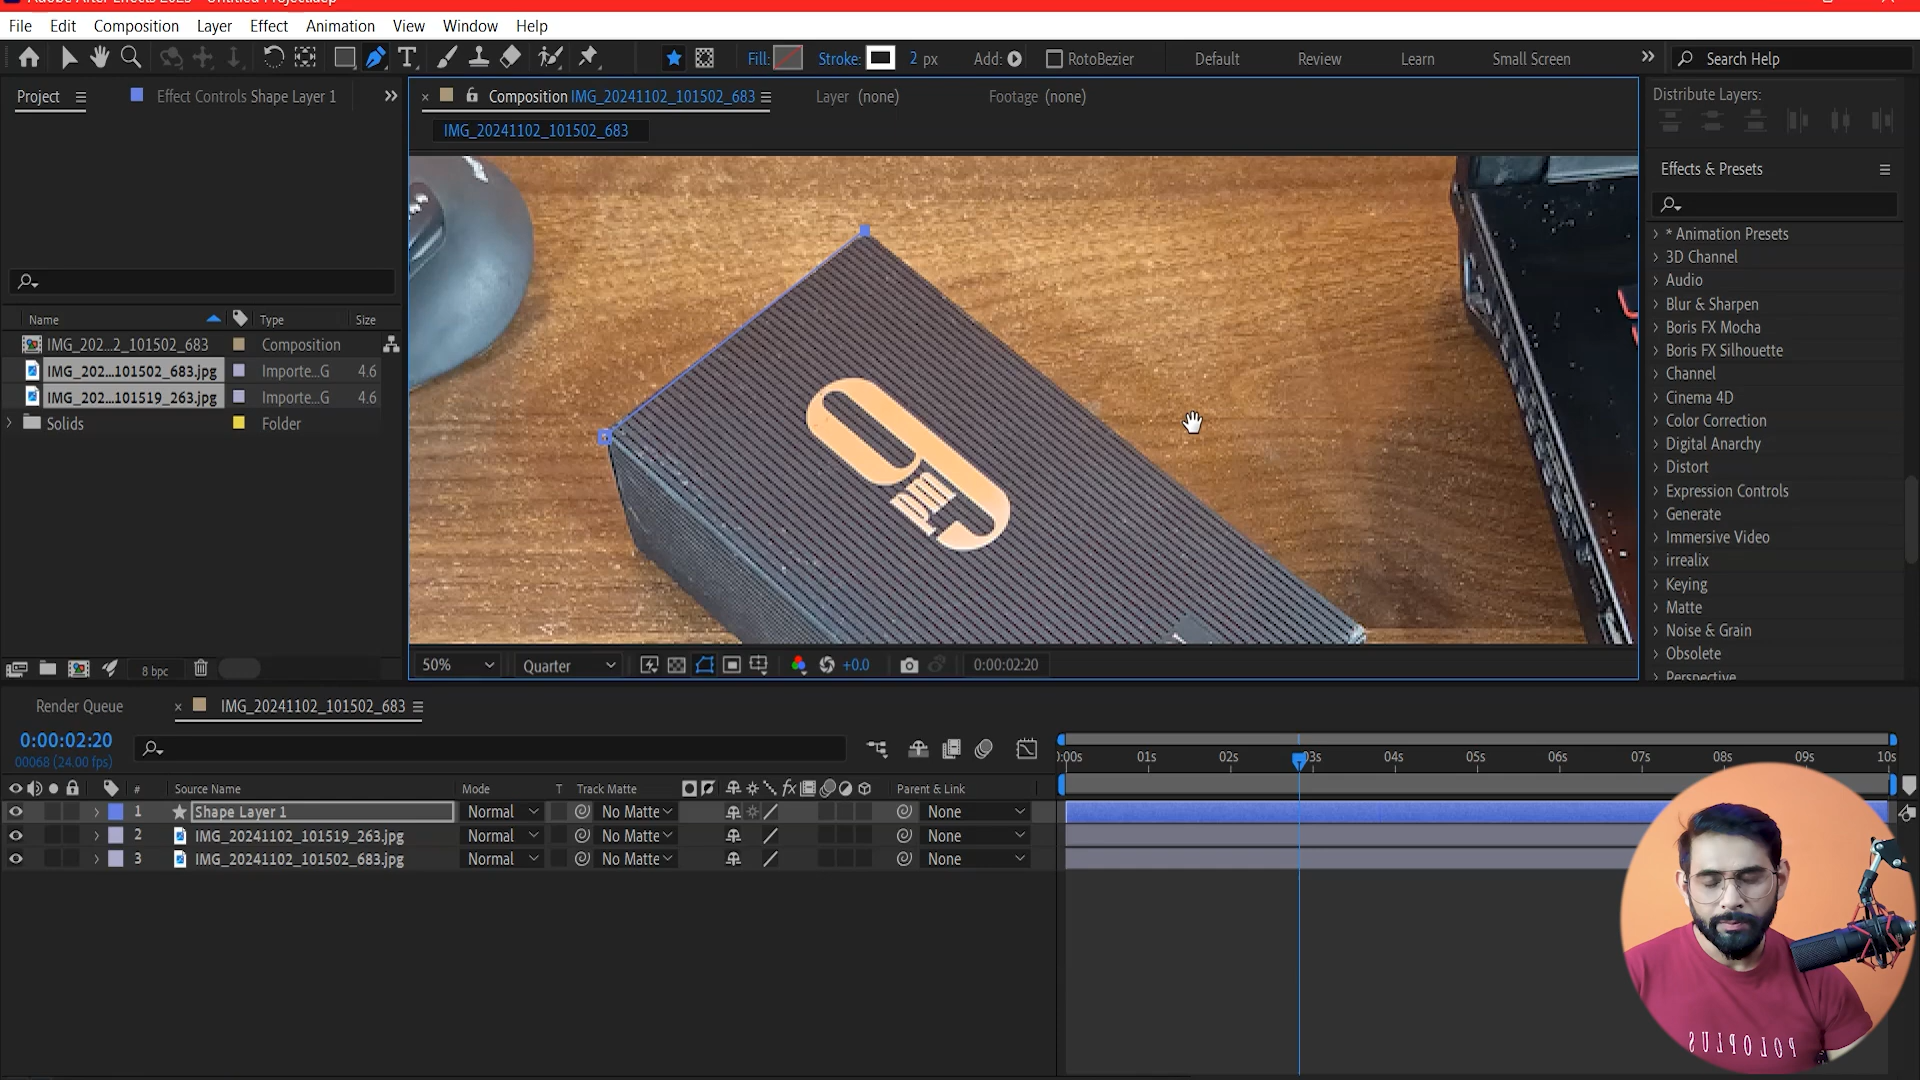 File Edit Composition Layer Effect Animation View Window Help
Fill: Stroke: 2 px Add: RotoBezier Default Review Learn Small Screen Search Help
Project Effect Controls Shape Layer 1
Composition IMG_20241102_101502_683 Layer (none) Footage (none)
IMG_20241102_101502_683
Name Type Size
IMG_202...2_101502_683 Composition
IMG_202...101502_683.jpg Importe...G 4.6
IMG_202...101519_263.jpg Importe...G 4.6
Solids Folder
8 bpc
50% Quarter +0.0 0:00:02:20
Distribute Layers:
Effects & Presets
* Animation Presets
3D Channel
Audio
Blur & Sharpen
Boris FX Mocha
Boris FX Silhouette
Channel
Cinema 4D
Color Correction
Digital Anarchy
Distort
Expression Controls
Generate
Immersive Video
irrealix
Keying
Matte
Noise & Grain
Obsolete
Perspective
Render Queue IMG_20241102_101502_683
0:00:02:20
00068 (24.00 fps)
# Source Name Mode T Track Matte Parent & Link
1 Shape Layer 1 Normal No Matte None
2 IMG_20241102_101519_263.jpg Normal No Matte None
3 IMG_20241102_101502_683.jpg Normal No Matte None
):00s 01s 02s 03s 04s 05s 06s 07s 08s 09s 10s
POLOPLUS